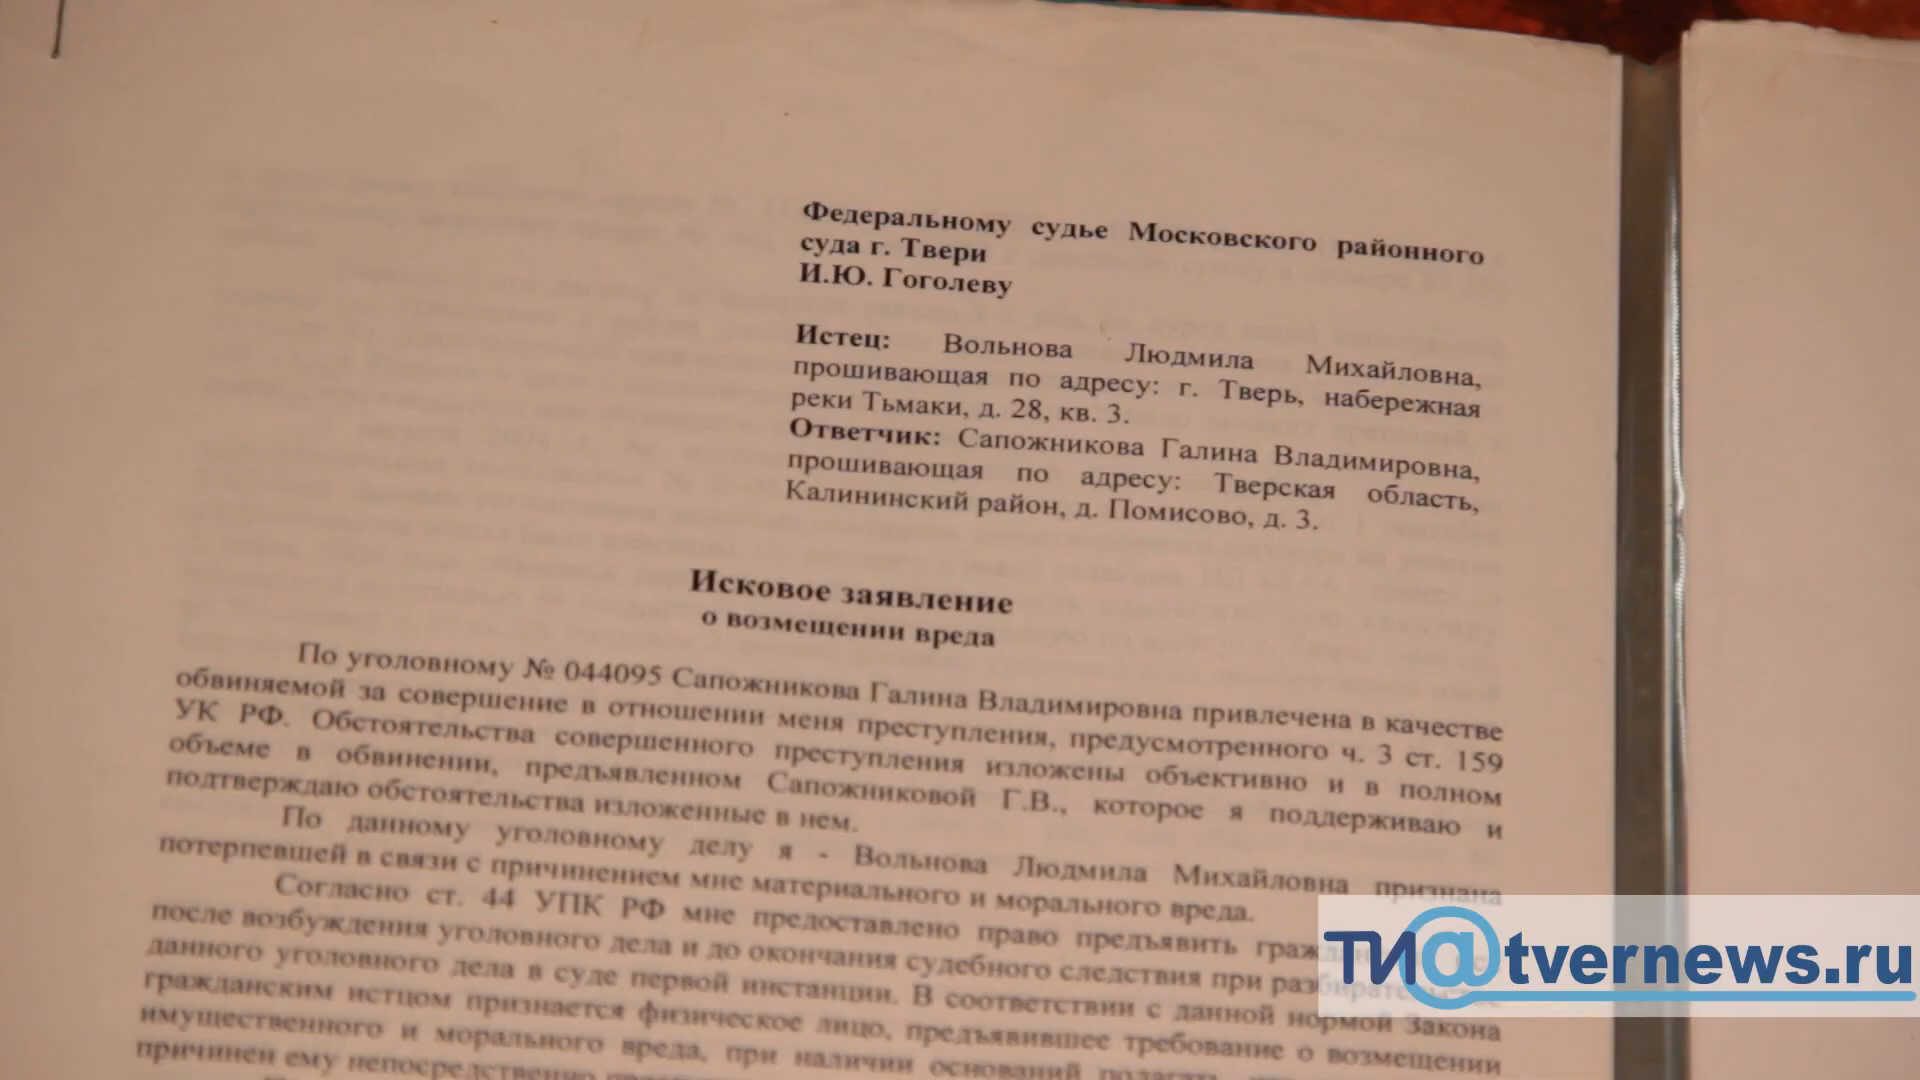 Федеральному судье Московского районного
суда г. Твери
И.Ю. Гоголеву
Истец: Вольнова Людмила Михайловна,
прошивающая по адресу: г. Тверь, набережная
реки Тьмаки, д. 28, кв. 3.
Ответчик: Сапожникова Галина Владимировна,
прошивающая по адресу: Тверская область,
Калининский район, д. Помисово, д. 3.
Исковое заявление
о возмещении вреда
По уголовному № 044095 Сапожникова Галина Владимировна привлечена в качестве
обвиняемой за совершение в отношении меня преступления, предусмотренного ч. 3 ст. 159
УК РФ. Обстоятельства совершенного преступления изложены объективно и в полном
объеме в обвинении, предъявленном Сапожниковой Г.В., которое я поддерживаю и
подтверждаю обстоятельства изложенные в нем.
По данному уголовному делу я - Вольнова Людмила Михайловна признана
потерпевшей в связи с причинением мне материального и морального вреда.
Согласно ст. 44 УПК РФ мне предоставлено право предъявить
после возбуждения уголовного дела и до окончания судебного следствия при разбирательстве
данного уголовного дела в суде первой инстанции. В соответствии с данной нормой Закона
гражданским истцом признается физическое лицо, предъявившее требование о возмещении
имущественного и морального вреда, при наличии оснований полагать
причинен ему непосредственно
ТИ@tvernews.ru